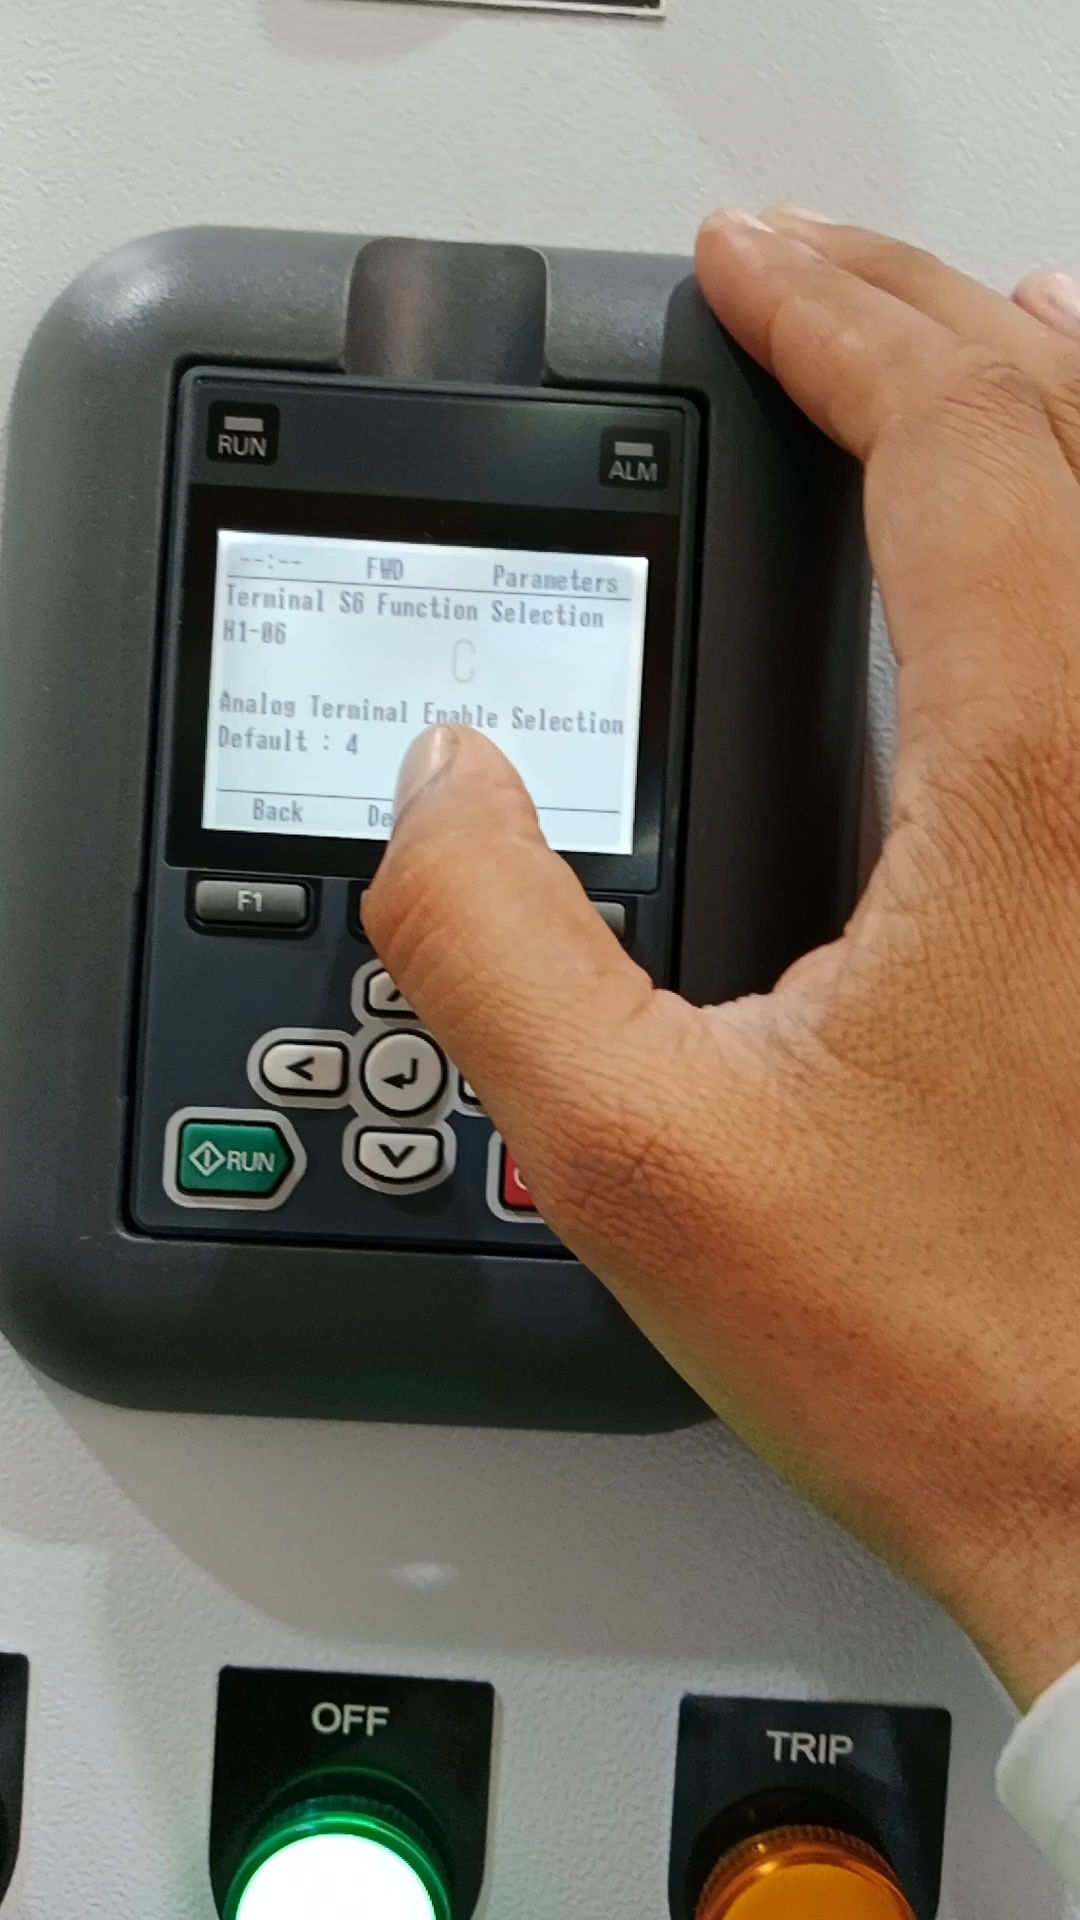 RUN
ALM
--:-- FWD Parameters
Terminal S6 Function Selection
H1-06
C
Analog Terminal Enable Selection
Default : 4
Back
F1
<
>
RUN
OFF
TRIP